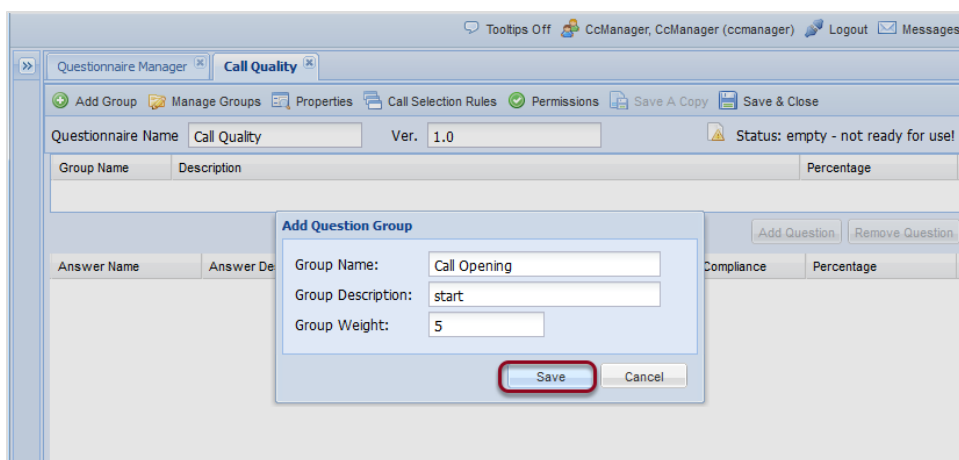 Tooltips Off CcManager, CcManager (ccmanager) Logout Messages
Questionnaire Manager Call Quality
Add Group Manage Groups Properties Call Selection Rules Permissions Save A Copy Save & Close
Questionnaire Name Call Quality Ver. 1.0 Status: empty - not ready for use!
Group Name Description Percentage
Add Question Group
Add Question Remove Question
Answer Name Answer De Compliance Percentage
Group Name: Call Opening
Group Description: start
Group Weight: 5
Save Cancel